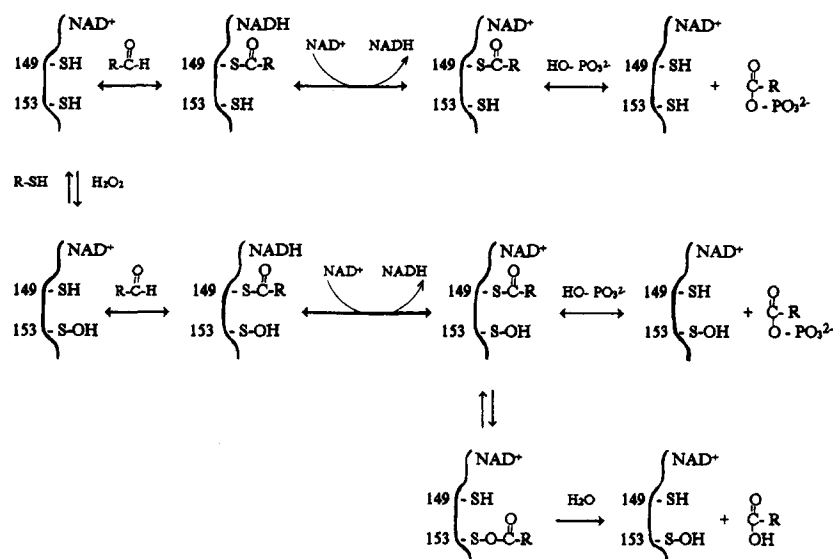 NAD⁺ NADH NAD⁺ NAD⁺
O O NAD⁺ NADH O
149 -SH R-C-H 149 -S-C-R 149 -S-C-R HO-PO₃²⁻ 149 -SH O
C-R
153 -SH 153 -SH 153 -SH 153 -SH + O-PO₃²⁻
R-SH H₂O₂
NAD⁺ NADH NAD⁺ NAD⁺
O O NAD⁺ NADH O
149 -SH R-C-H 149 -S-C-R 149 -S-C-R HO-PO₃²⁻ 149 -SH O
C-R
153 -S-OH 153 -S-OH 153 -S-OH 153 -S-OH + O-PO₃²⁻
NAD⁺ NAD⁺
149 -SH H₂O 149 -SH O
O C-R
153 -S-O-C-R 153 -S-OH + OH